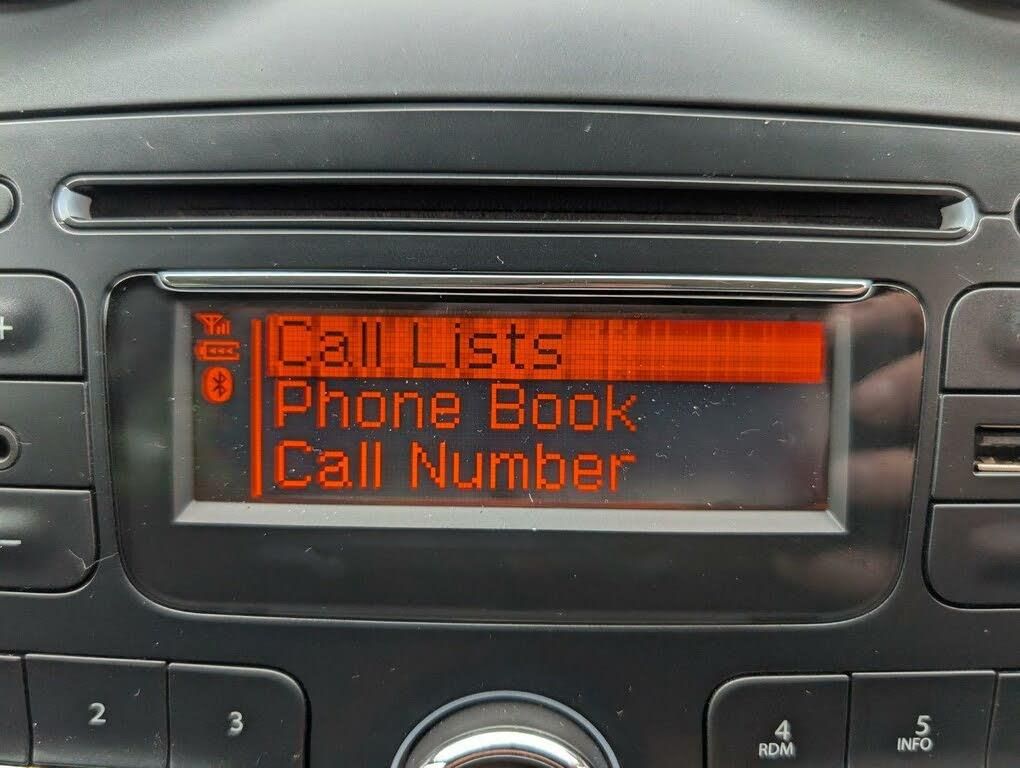 Call Lists
Phone Book
Call Number
2
3
4
RDM
5
INFO